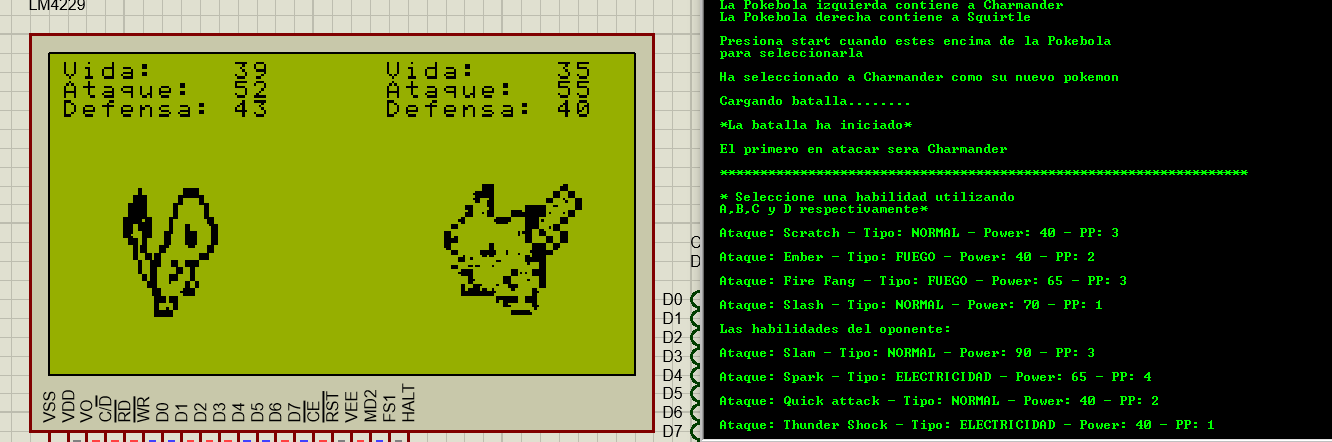 LM4229
Vida: 39
Ataque: 52
Defensa: 43
Vida: 35
Ataque: 55
Defensa: 40
VSS
VDD
VO
C/D
RD
WR
D0
D1
D2
D3
D4
D5
D6
D7
CE
RST
VEE
MD2
FS1
HALT
C
D
D0
D1
D2
D3
D4
D5
D6
D7
La Pokebola izquierda contiene a Charmander
La Pokebola derecha contiene a Squirtle
Presiona start cuando estes encima de la Pokebola
para seleccionarla
Ha seleccionado a Charmander como su nuevo pokemon
Cargando batalla........
*La batalla ha iniciado*
El primero en atacar sera Charmander
******************************************************************
* Seleccione una habilidad utilizando
A,B,C y D respectivamente*
Ataque: Scratch - Tipo: NORMAL - Power: 40 - PP: 3
Ataque: Ember - Tipo: FUEGO - Power: 40 - PP: 2
Ataque: Fire Fang - Tipo: FUEGO - Power: 65 - PP: 3
Ataque: Slash - Tipo: NORMAL - Power: 70 - PP: 1
Las habilidades del oponente:
Ataque: Slam - Tipo: NORMAL - Power: 90 - PP: 3
Ataque: Spark - Tipo: ELECTRICIDAD - Power: 65 - PP: 4
Ataque: Quick attack - Tipo: NORMAL - Power: 40 - PP: 2
Ataque: Thunder Shock - Tipo: ELECTRICIDAD - Power: 40 - PP: 1